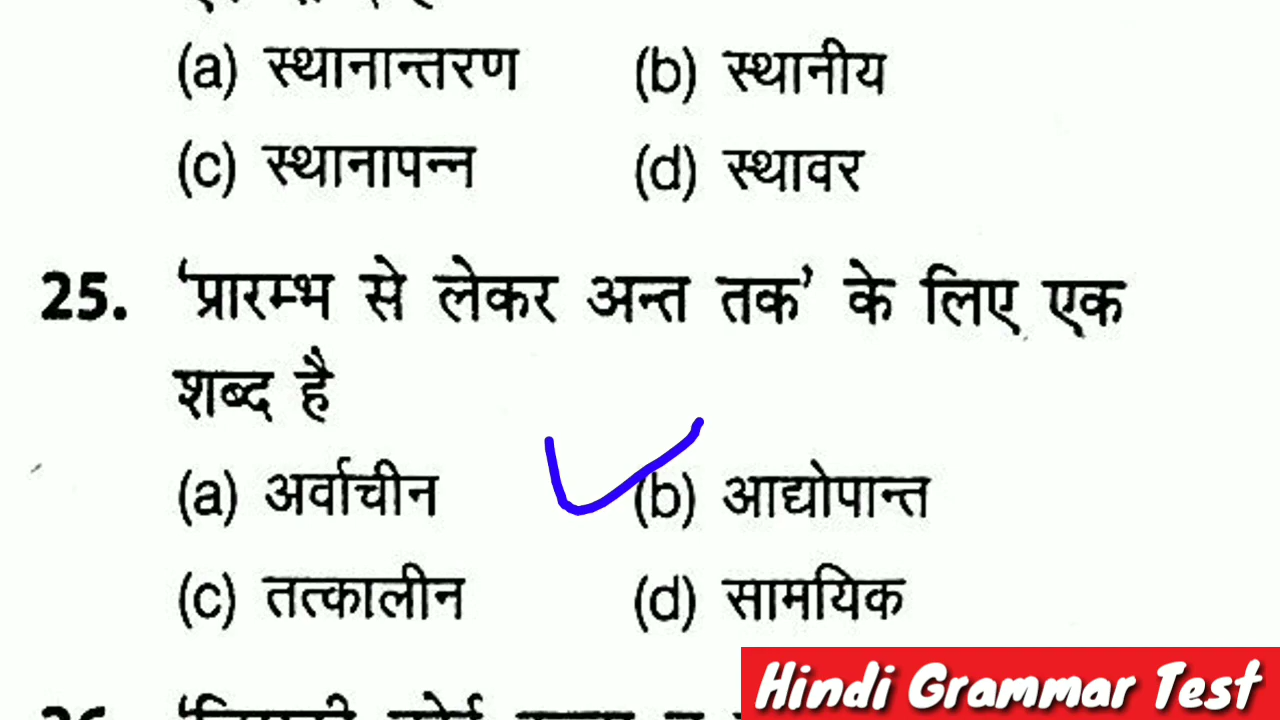 (a) स्थानान्तरण (b) स्थानीय
(c) स्थानापन्न (d) स्थावर
25. ‘प्रारम्भ से लेकर अन्त तक’ के लिए एक
शब्द है
(a) अर्वाचीन (b) आद्योपान्त
(c) तत्कालीन (d) सामयिक
Hindi Grammar Test